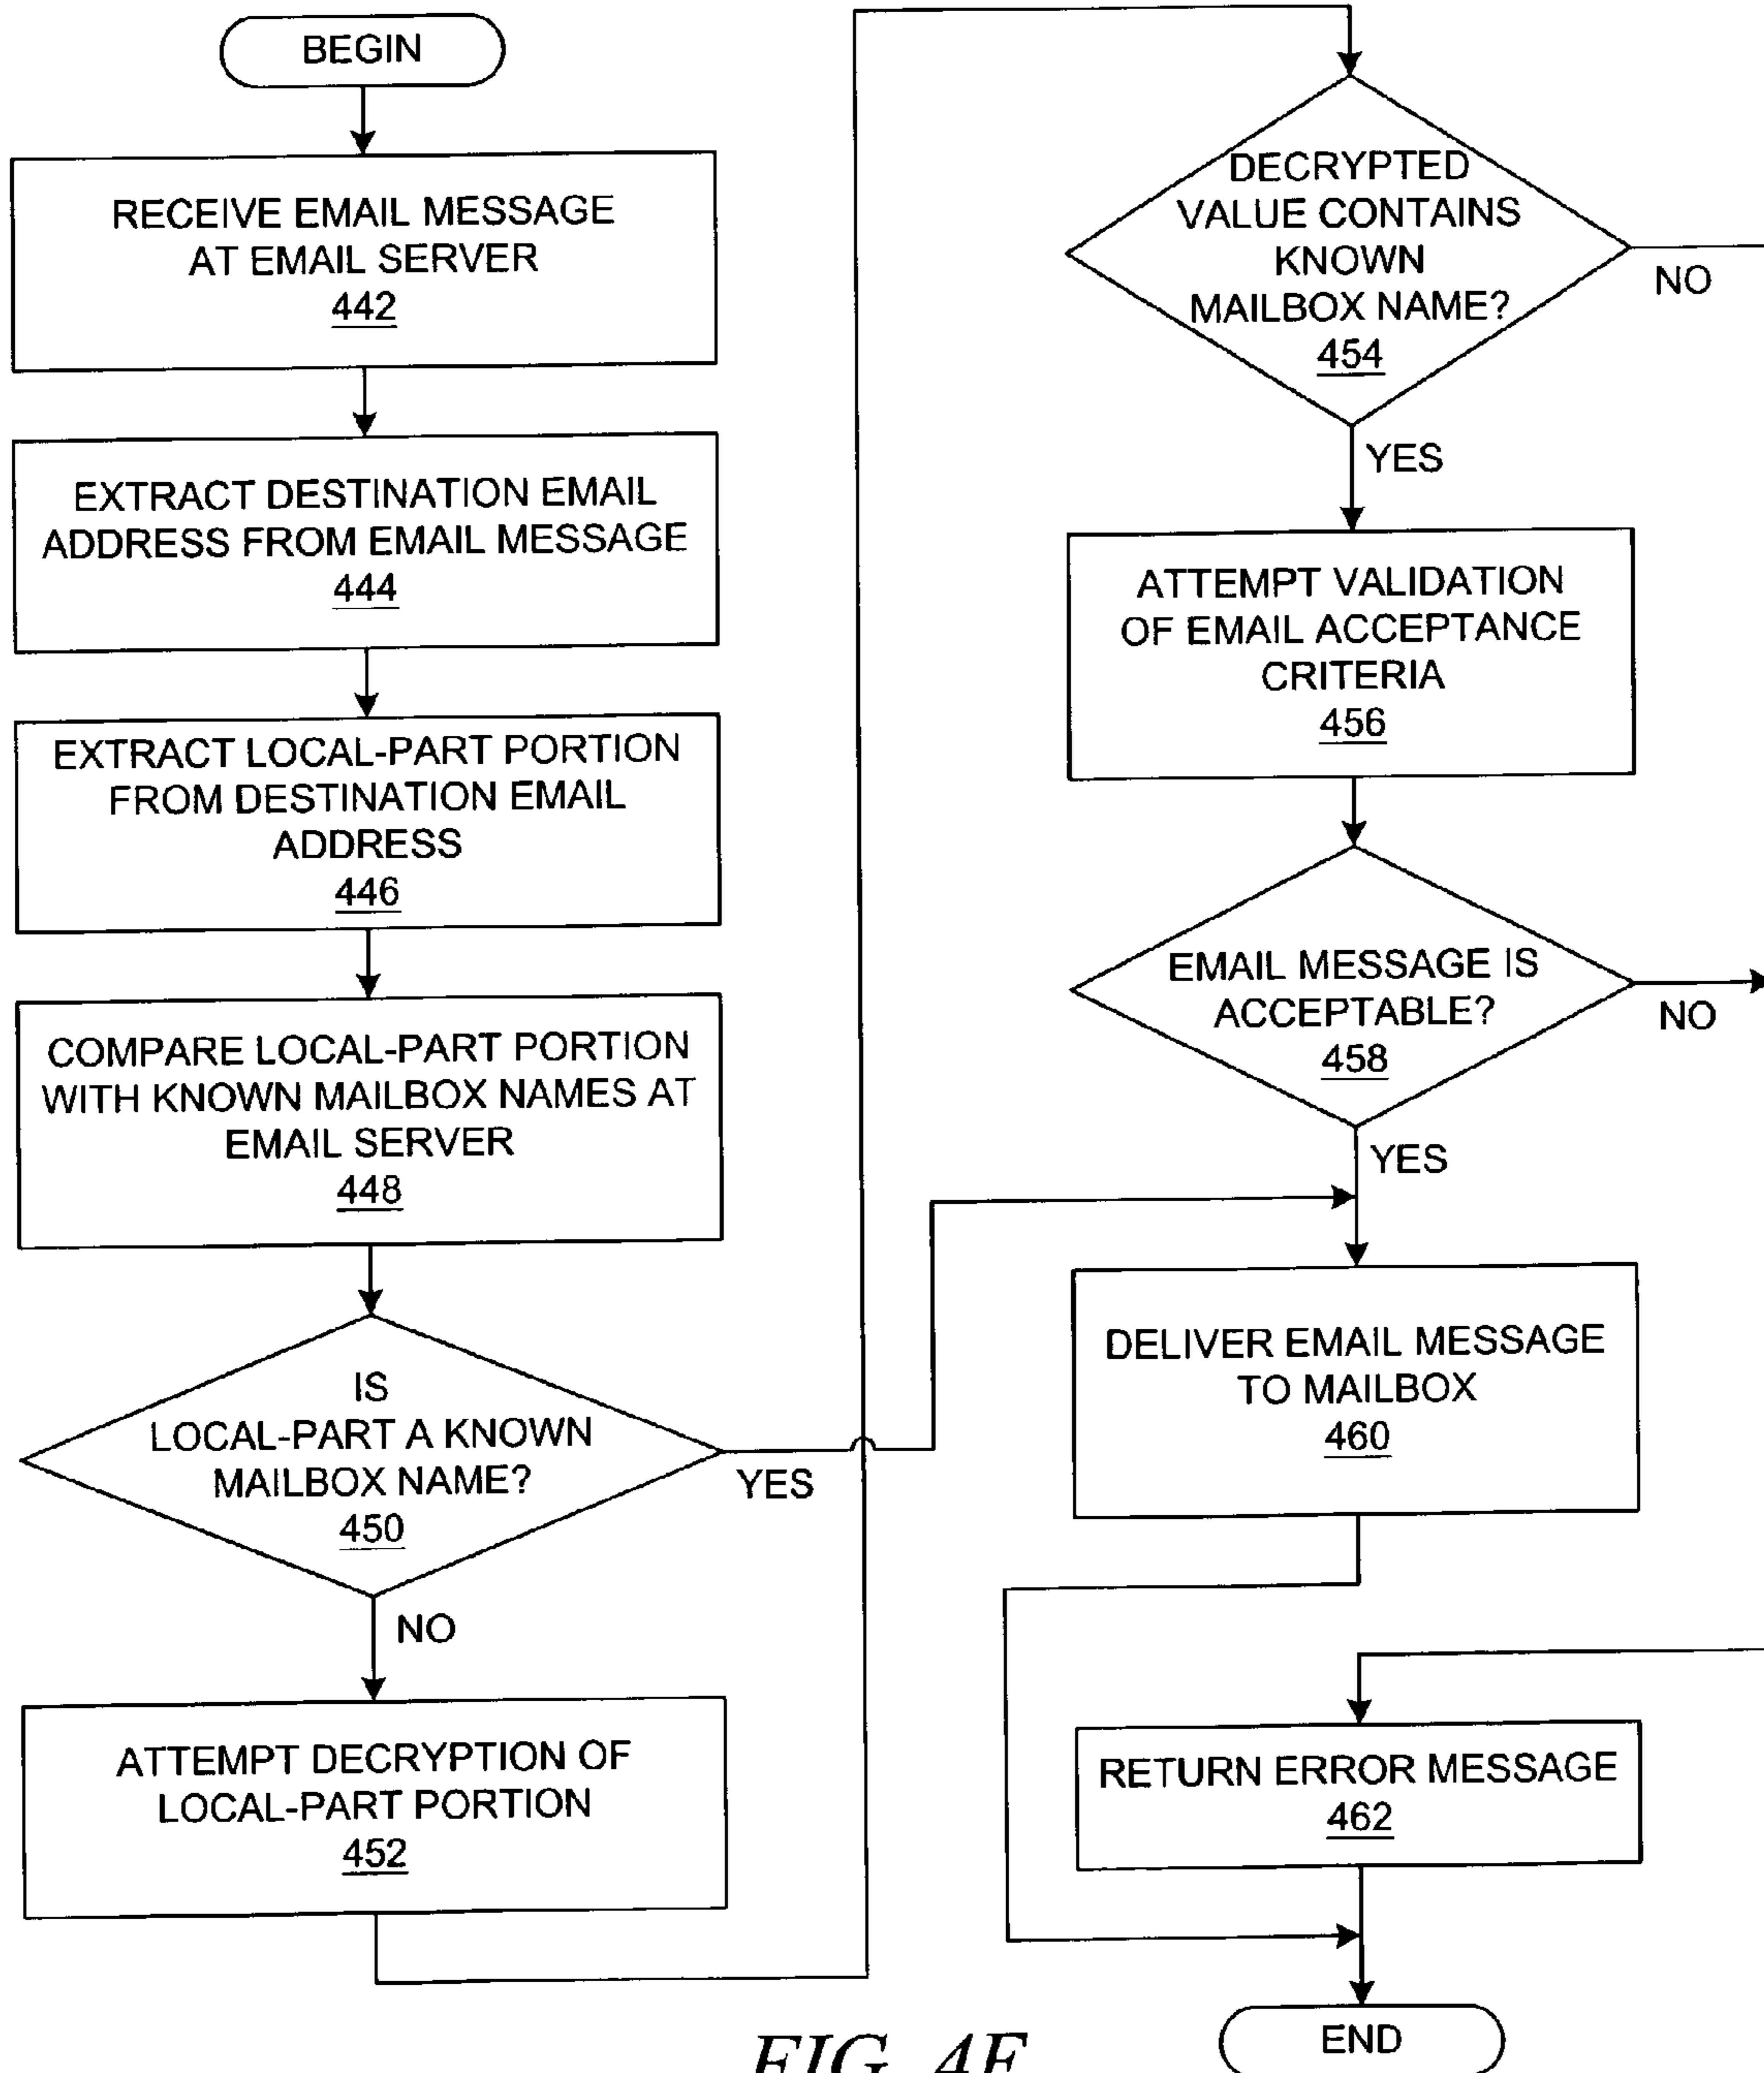 BEGIN
RECEIVE EMAIL MESSAGE
AT EMAIL SERVER
442
EXTRACT DESTINATION EMAIL
ADDRESS FROM EMAIL MESSAGE
444
EXTRACT LOCAL-PART PORTION
FROM DESTINATION EMAIL
ADDRESS
446
COMPARE LOCAL-PART PORTION
WITH KNOWN MAILBOX NAMES AT
EMAIL SERVER
448
IS
LOCAL-PART A KNOWN
MAILBOX NAME?
450
YES
NO
ATTEMPT DECRYPTION OF
LOCAL-PART PORTION
452
DECRYPTED
VALUE CONTAINS
KNOWN
MAILBOX NAME?
454
NO
YES
ATTEMPT VALIDATION
OF EMAIL ACCEPTANCE
CRITERIA
456
EMAIL MESSAGE IS
ACCEPTABLE?
458
NO
YES
DELIVER EMAIL MESSAGE
TO MAILBOX
460
RETURN ERROR MESSAGE
462
END
FIG.